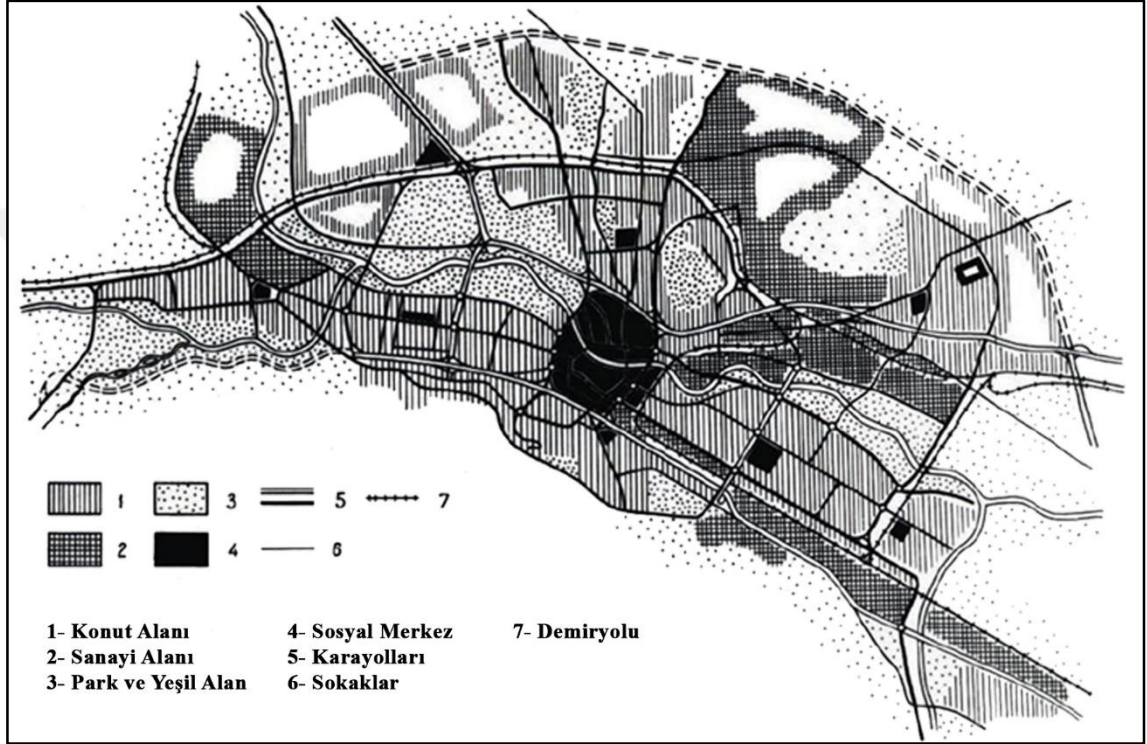 1 3 5 7
2 4 6
1- Konut Alanı 4- Sosyal Merkez 7- Demiryolu
2- Sanayi Alanı 5- Karayolları
3- Park ve Yeşil Alan 6- Sokaklar